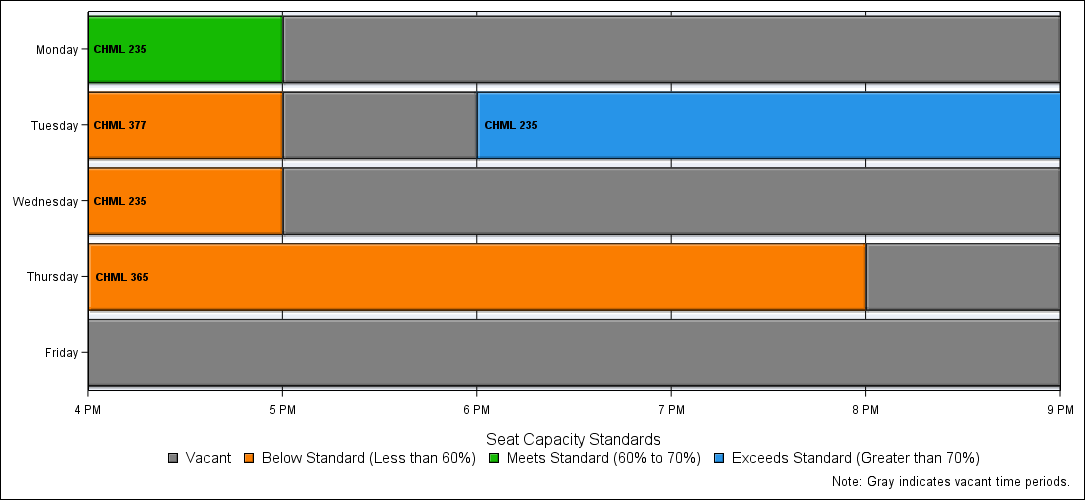 Monday
CHML 235
Tuesday
CHML 377
CHML 235
Wednesday
CHML 235
Thursday
CHML 365
Friday
4 PM 5 PM 6 PM 7 PM 8 PM 9 PM
Seat Capacity Standards
Vacant Below Standard (Less than 60%) Meets Standard (60% to 70%) Exceeds Standard (Greater than 70%)
Note: Gray indicates vacant time periods.